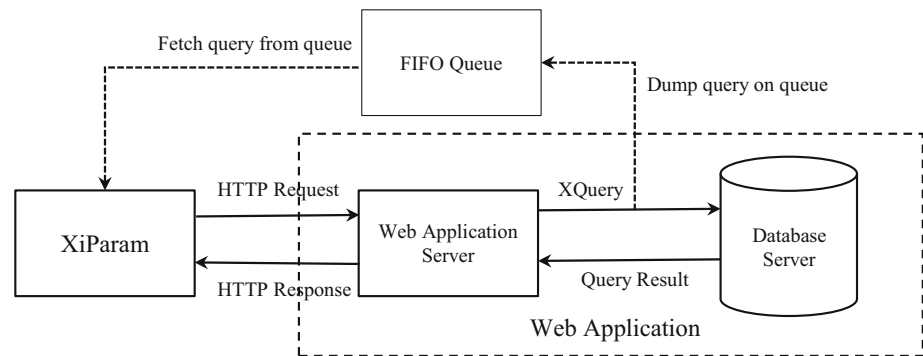 Fetch query from queue
FIFO Queue
Dump query on queue
HTTP Request
XQuery
XiParam
Web Application
Server
Database
Server
HTTP Response
Query Result
Web Application